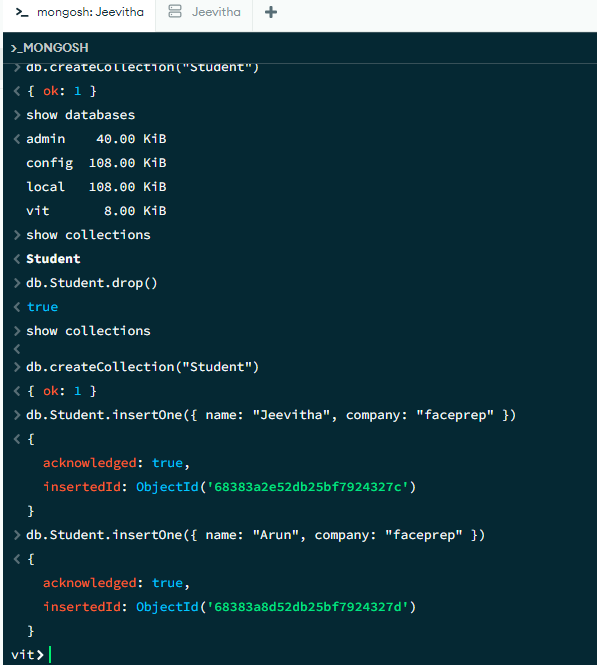 >_ mongosh: Jeevitha Jeevitha +
>_MONGOSH
> db.createCollection("Student")
< { ok: 1 }
> show databases
< admin 40.00 KiB
config 108.00 KiB
local 108.00 KiB
vit 8.00 KiB
> show collections
< Student
> db.Student.drop()
< true
> show collections
<
> db.createCollection("Student")
< { ok: 1 }
> db.Student.insertOne({ name: "Jeevitha", company: "faceprep" })
< {
acknowledged: true,
insertedId: ObjectId('68383a2e52db25bf7924327c')
}
> db.Student.insertOne({ name: "Arun", company: "faceprep" })
< {
acknowledged: true,
insertedId: ObjectId('68383a8d52db25bf7924327d')
}
vit>